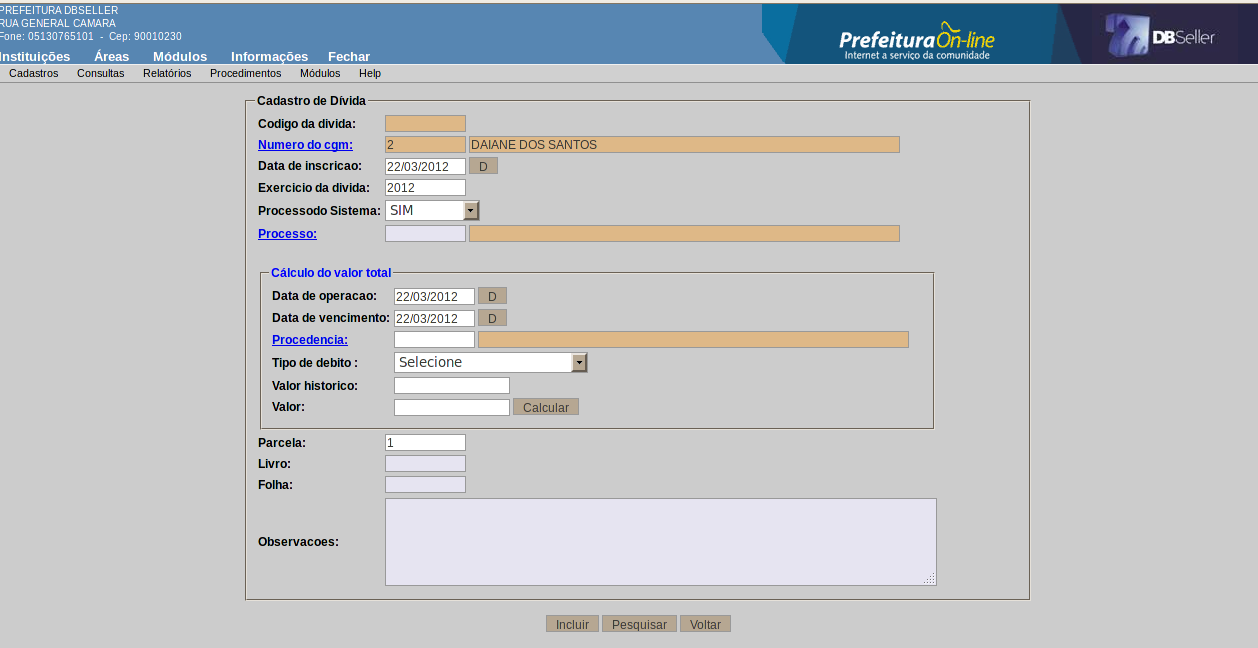 PREFEITURA DBSELLER
RUA GENERAL CAMARA
Fone: 05130765101 - Cep: 90010230
Prefeitura On-line
Internet a serviço da comunidade
DBSeller
Instituições Áreas Módulos Informações Fechar
Cadastros Consultas Relatórios Procedimentos Módulos Help
Cadastro de Dívida
Codigo da divida:
Numero do cgm: 2 DAIANE DOS SANTOS
Data de inscricao: 22/03/2012 D
Exercicio da divida: 2012
Processodo Sistema: SIM
Processo:
Cálculo do valor total
Data de operacao: 22/03/2012 D
Data de vencimento: 22/03/2012 D
Procedencia:
Tipo de debito : Selecione
Valor historico:
Valor: Calcular
Parcela: 1
Livro:
Folha:
Observacoes:
Incluir Pesquisar Voltar